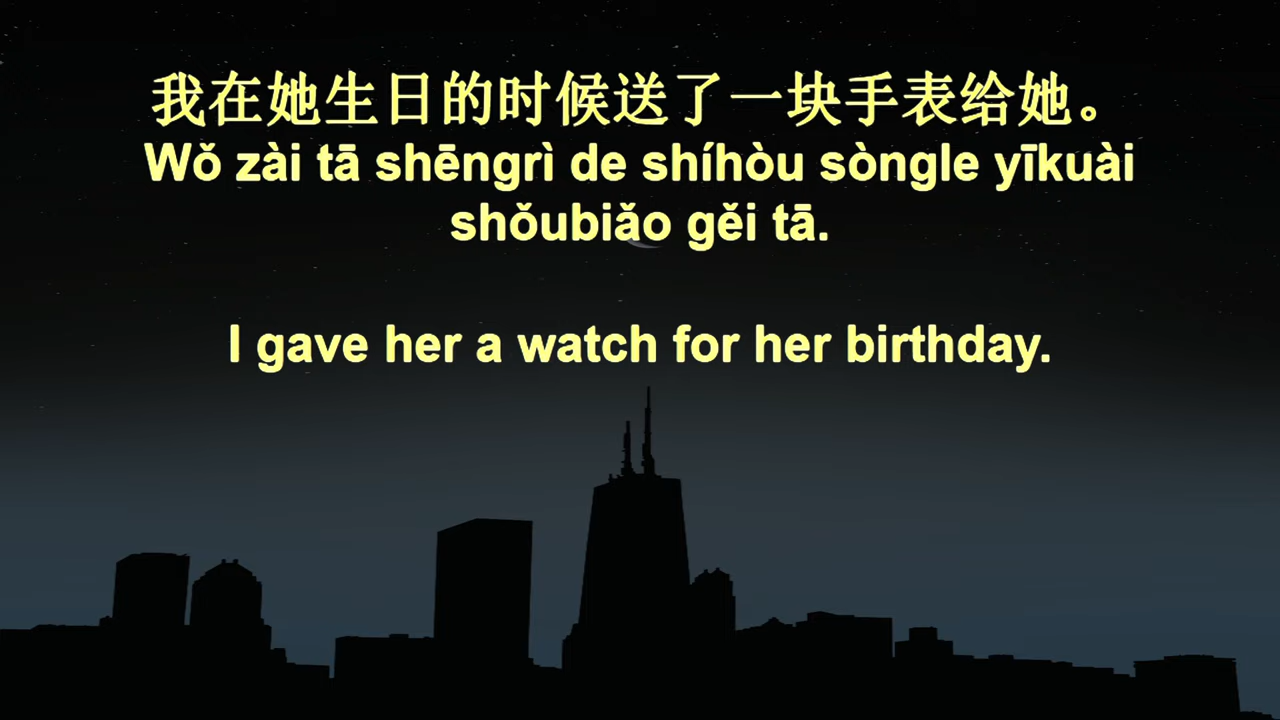 我在她生日的时候送了一块手表给她。
Wǒ zài tā shēngrì de shíhòu sòngle yīkuài
shǒubiǎo gěi tā.
I gave her a watch for her birthday.